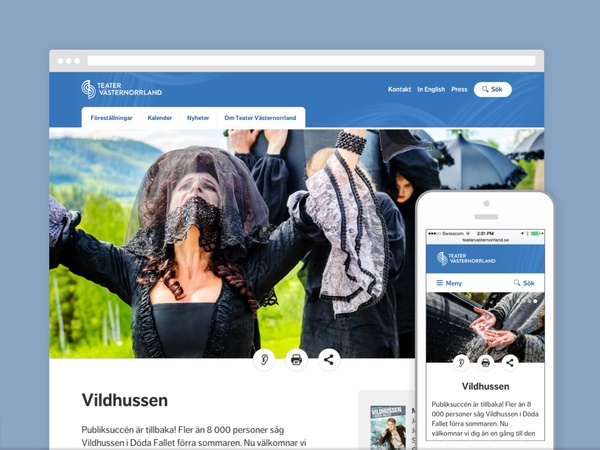 TEATER
VÄSTERNORRLAND
Kontakt In English Press Sök
Föreställningar Kalender Nyheter Om Teater Västernorrland
Vildhussen
Publiksuccén är tillbaka! Fler än 8 000 personer såg
Vildhussen i Döda Fallet förra sommaren. Nu välkomnar vi
VILDHUSSEN
Swisscom 2:01 PM
teatervasternorrland.se
TEATER
VÄSTERNORRLAND
Meny Sök
Vildhussen
Publiksuccén är tillbaka! Fler än 8
000 personer såg Vildhussen i Döda
Fallet förra sommaren. Nu
välkomnar vi dig än en gång till den